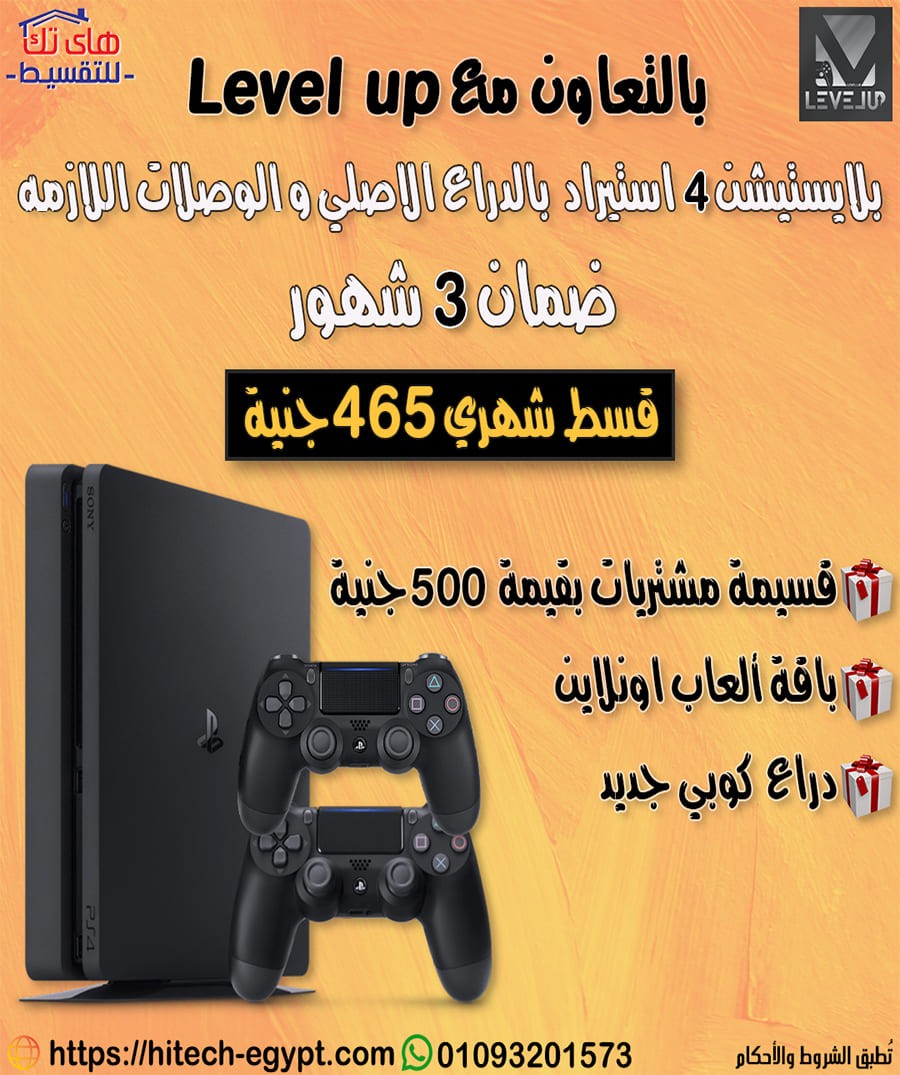 هاى تك
-للتقسيط-
LEVELUP
بالتعاون مع Level up
بلايستيشن 4 استيراد بالدراع الاصلي و الوصلات اللازمه
ضمان 3 شهور
قسط شهري 465 جنية
قسيمة مشتريات بقيمة 500 جنية
باقة ألعاب اونلاين
دراع كوبي جديد
SONY
PS4
https://hitech-egypt.com
01093201573
تُطبق الشروط والأحكام